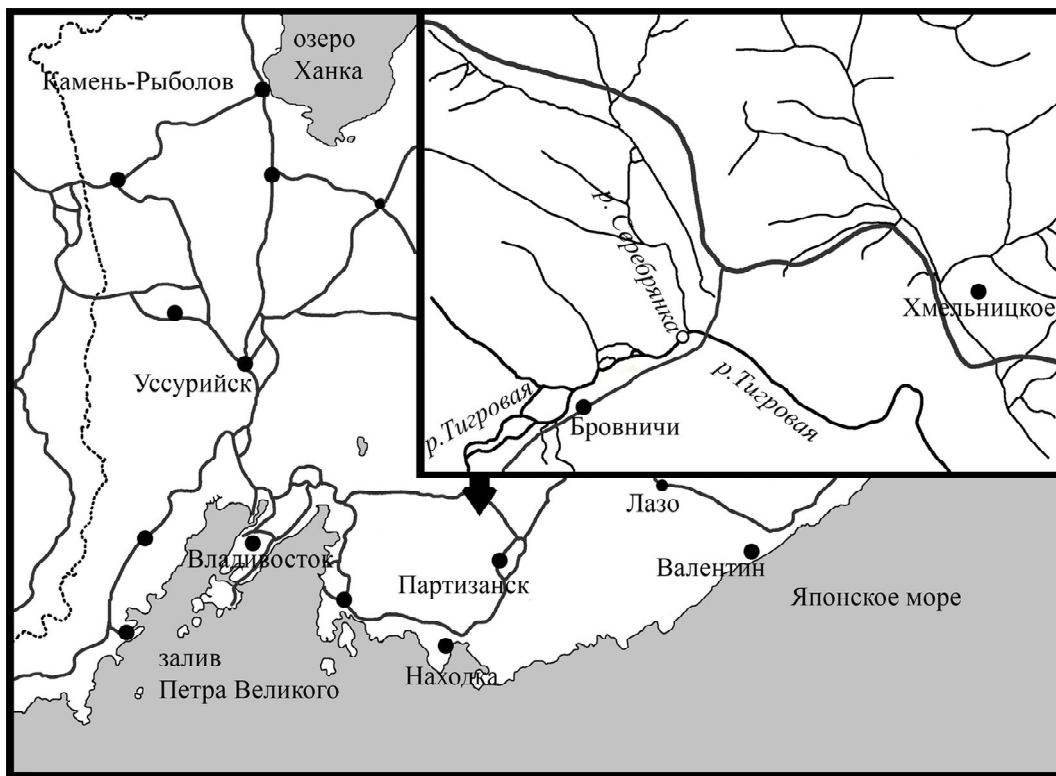 озеро
Ханка
Камень-Рыболов
р. Серебрянка
Хмельницкое
Уссурийск
р.Тигровая
р.Тигровая
Бровничи
Лазо
Владивосток
Партизанск
Валентин
Японское море
залив
Петра Великого
Находка